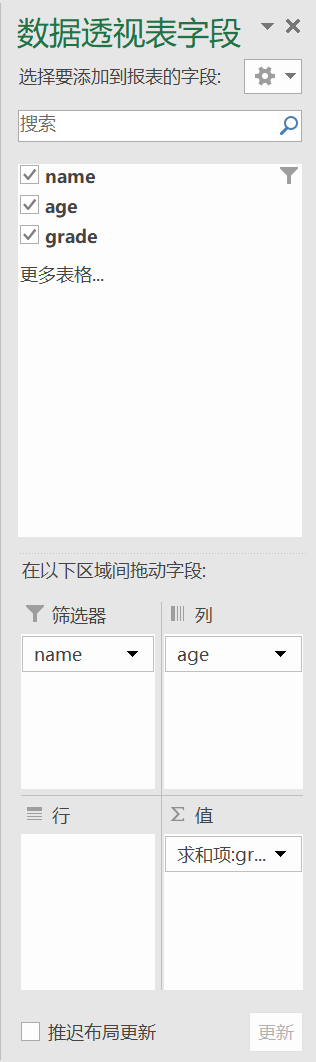 数据透视表字段
选择要添加到报表的字段:
搜索
name
age
grade
更多表格...
在以下区域间拖动字段:
筛选器
列
name
age
行
Σ 值
求和项:gr...
推迟布局更新
更新